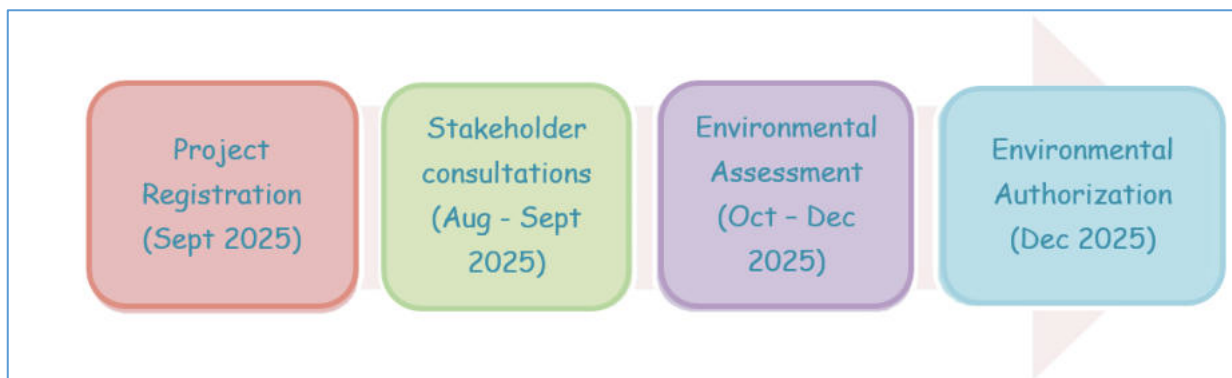 Project
Registration
(Sept 2025)
Stakeholder
consultations
(Aug - Sept
2025)
Environmental
Assessment
(Oct – Dec
2025)
Environmental
Authorization
(Dec 2025)